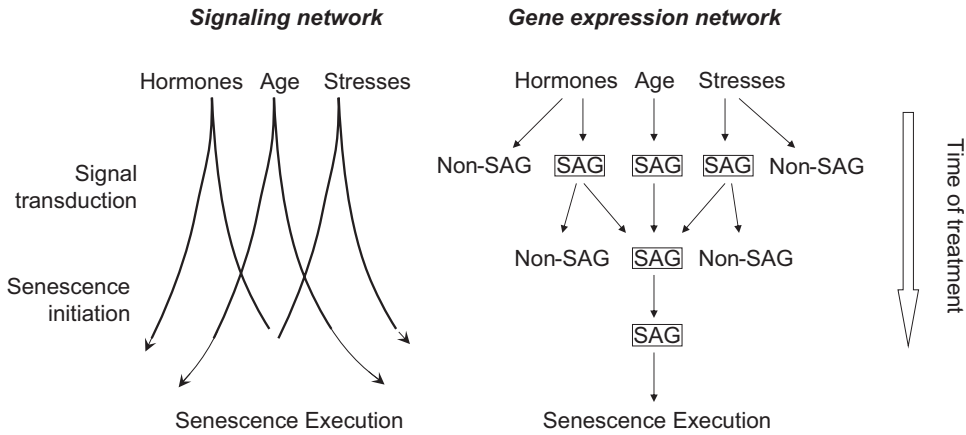 Signaling network
Gene expression network
Hormones Age Stresses
Hormones Age Stresses
Signal
transduction
Non-SAG SAG SAG SAG Non-SAG
Non-SAG SAG Non-SAG
Senescence
initiation
SAG
Senescence Execution
Senescence Execution
Time of treatment